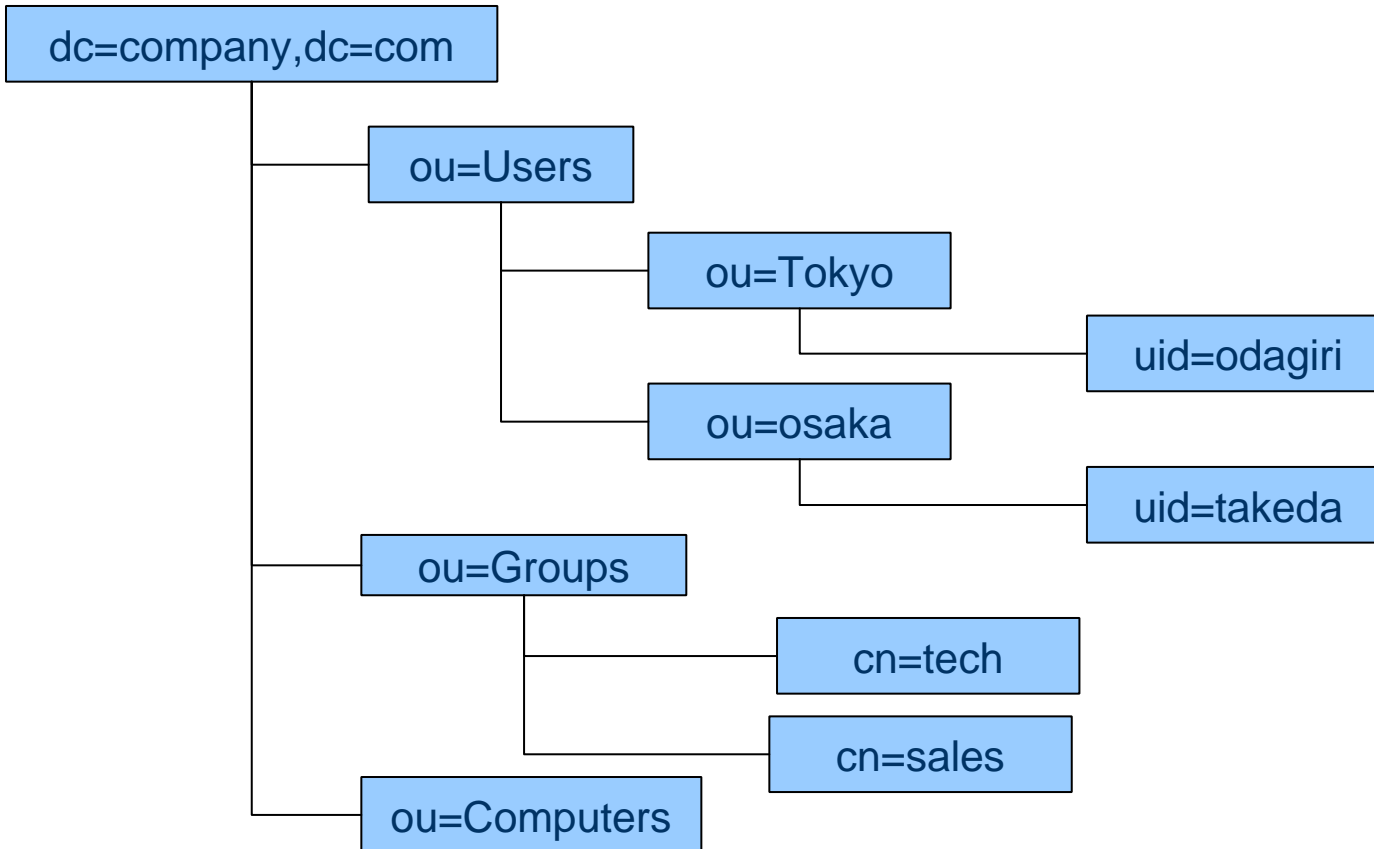 dc=company,dc=com
ou=Users
ou=Tokyo
uid=odagiri
ou=osaka
uid=takeda
ou=Groups
cn=tech
cn=sales
ou=Computers